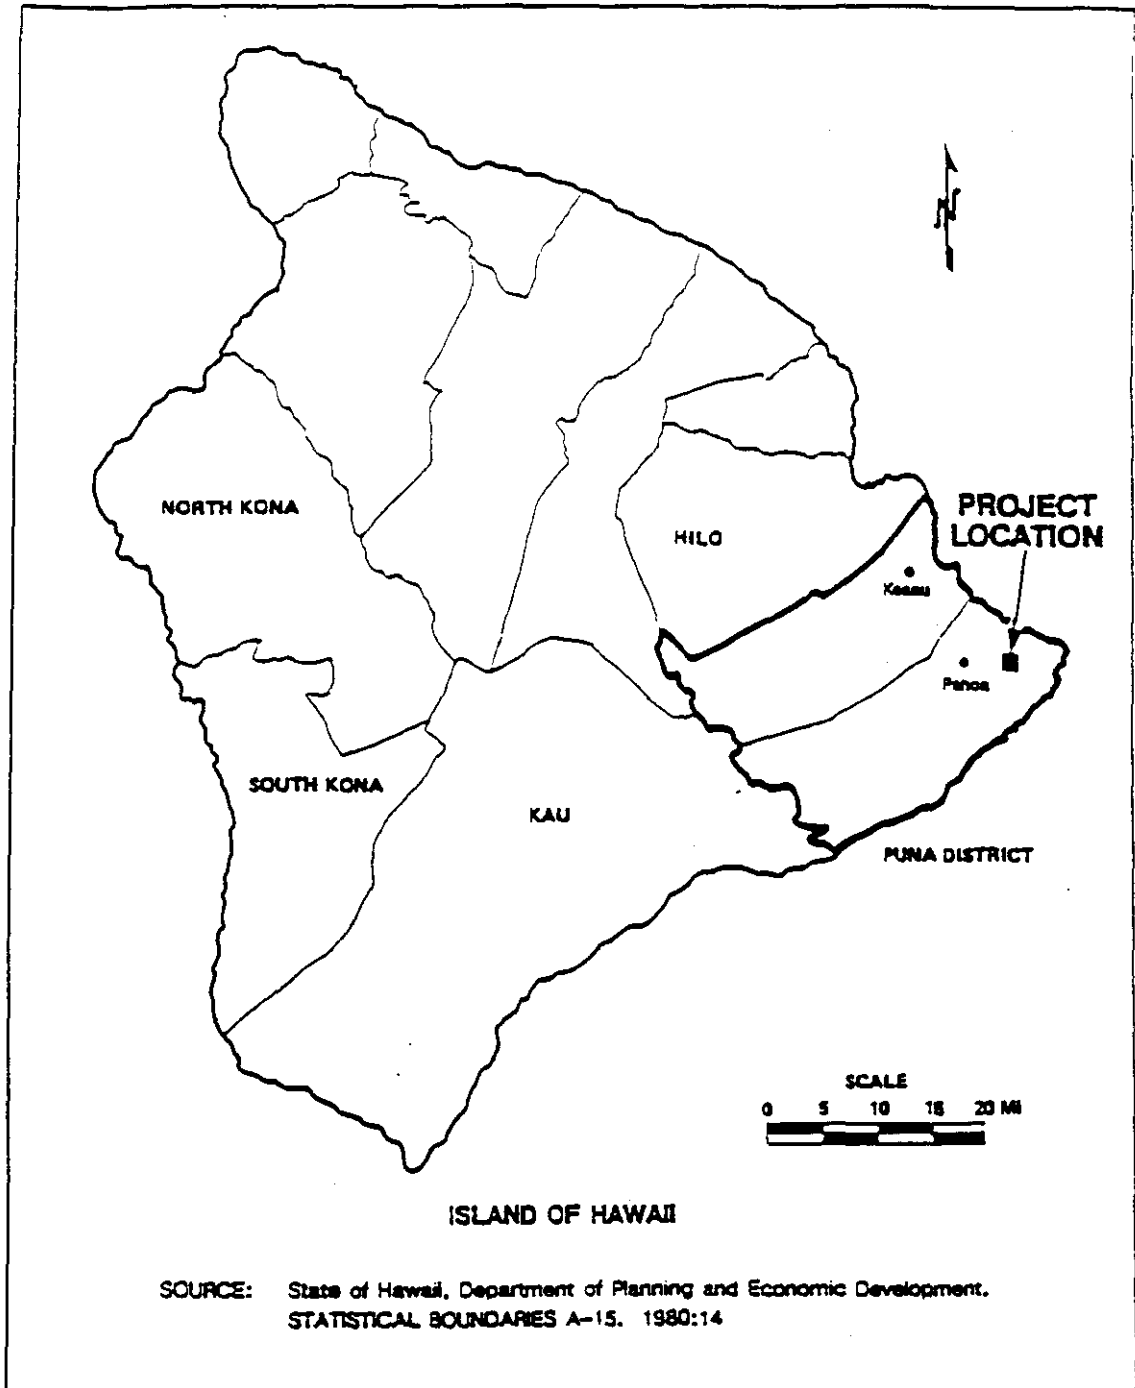 N
NORTH KONA
HILO
PROJECT
LOCATION
Keaau
Pahoa
SOUTH KONA
KAU
PUNA DISTRICT
SCALE
0 5 10 15 20 Mi
ISLAND OF HAWAII
SOURCE: State of Hawaii, Department of Planning and Economic Development.
STATISTICAL BOUNDARIES A-15. 1980:14